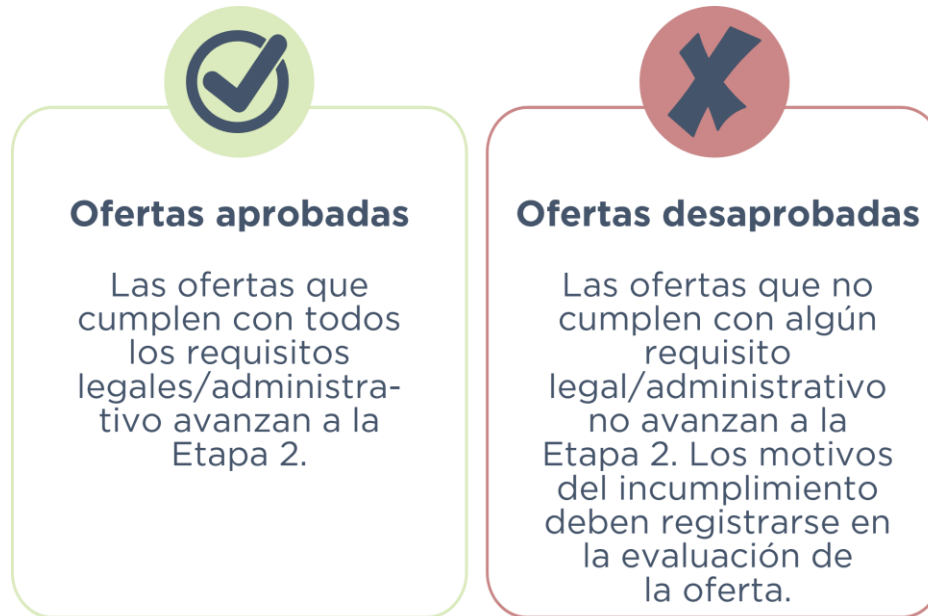 Ofertas aprobadas
Las ofertas que
cumplen con todos
los requisitos
legales/administra-
tivo avanzan a la
Etapa 2.
Ofertas desaprobadas
Las ofertas que no
cumplen con algún
requisito
legal/administrativo
no avanzan a la
Etapa 2. Los motivos
del incumplimiento
deben registrarse en
la evaluación de
la oferta.